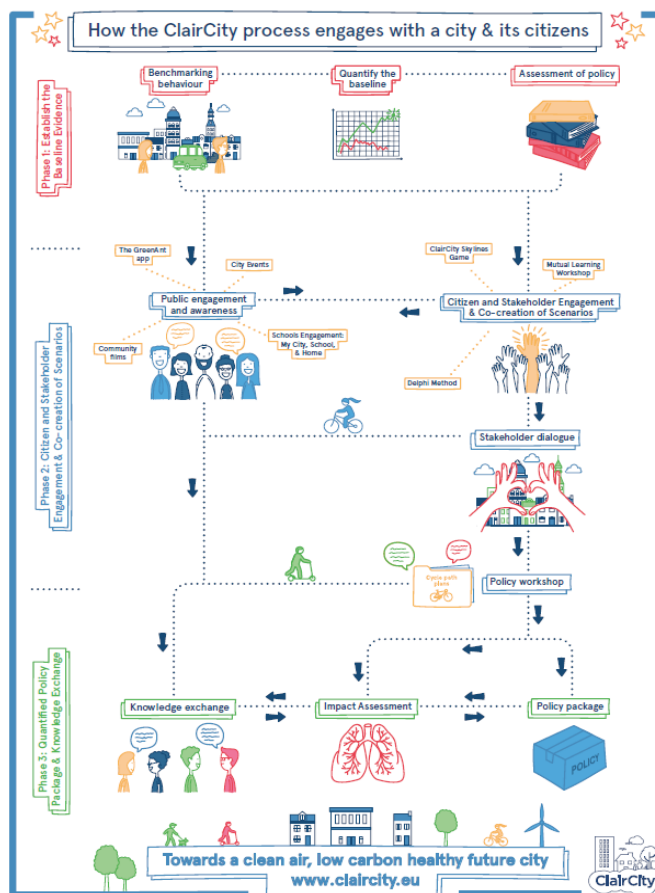 How the ClairCity process engages with a city & its citizens
Phase 1: Establish the
Baseline Evidence
Benchmarking
behaviour
Quantify the
baseline
Assessment of policy
Phase 2: Citizen and Stakeholder
Engagement & Co-creation of Scenarios
The GreenAnt
app
City Events
Public engagement
and awareness
Community
films
Schools Engagement:
My City, School,
& Home
ClairCity Skylines
Game
Mutual Learning
Workshop
Citizen and Stakeholder Engagement
& Co-creation of Scenarios
Delphi Method
Stakeholder dialogue
Cycle path
plans
Policy workshop
Phase 3: Quantified Policy
Package & Knowledge Exchange
Knowledge exchange
Impact Assessment
Policy package
POLICY
Towards a clean air, low carbon healthy future city
www.claircity.eu
ClairCity